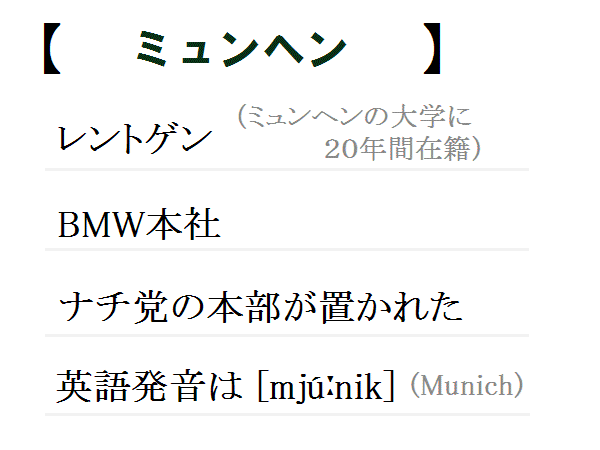 【 ミュンヘン 】
レントゲン (ミュンヘンの大学に
20年間在籍)
BMW本社
ナチ党の本部が置かれた
英語発音は [mjúːnik] (Munich)